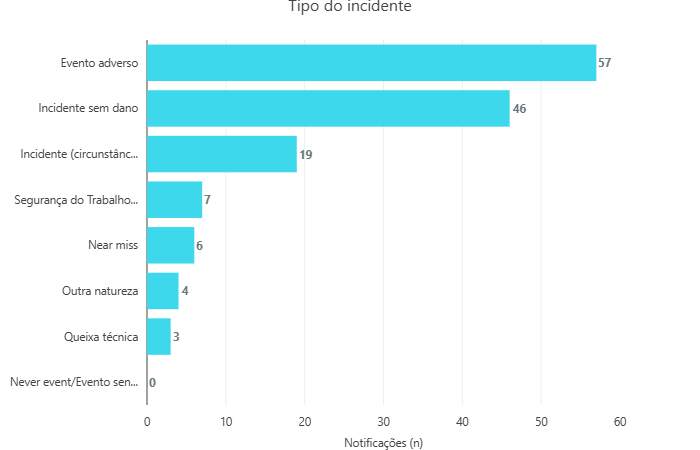 Tipo do incidente
Evento adverso 57
Incidente sem dano 46
Incidente (circunstânc... 19
Segurança do Trabalho... 7
Near miss 6
Outra natureza 4
Queixa técnica 3
Never event/Evento sen... 0
0 10 20 30 40 50 60
Notificações (n)